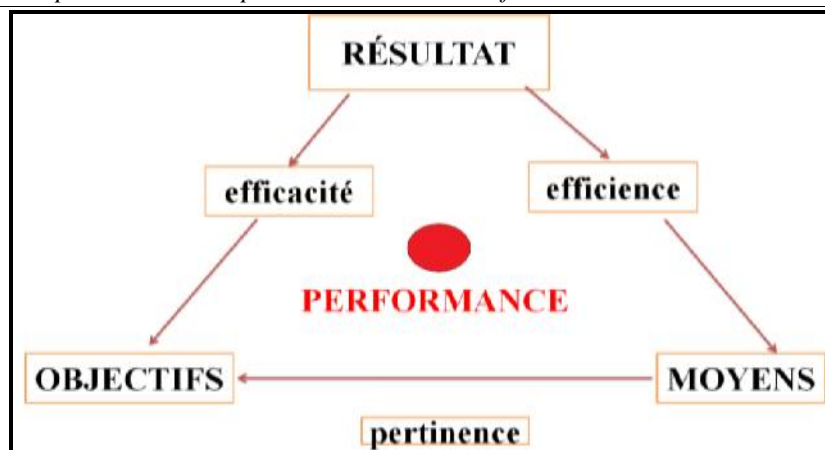 RÉSULTAT
efficacité
efficience
PERFORMANCE
OBJECTIFS
MOYENS
pertinence